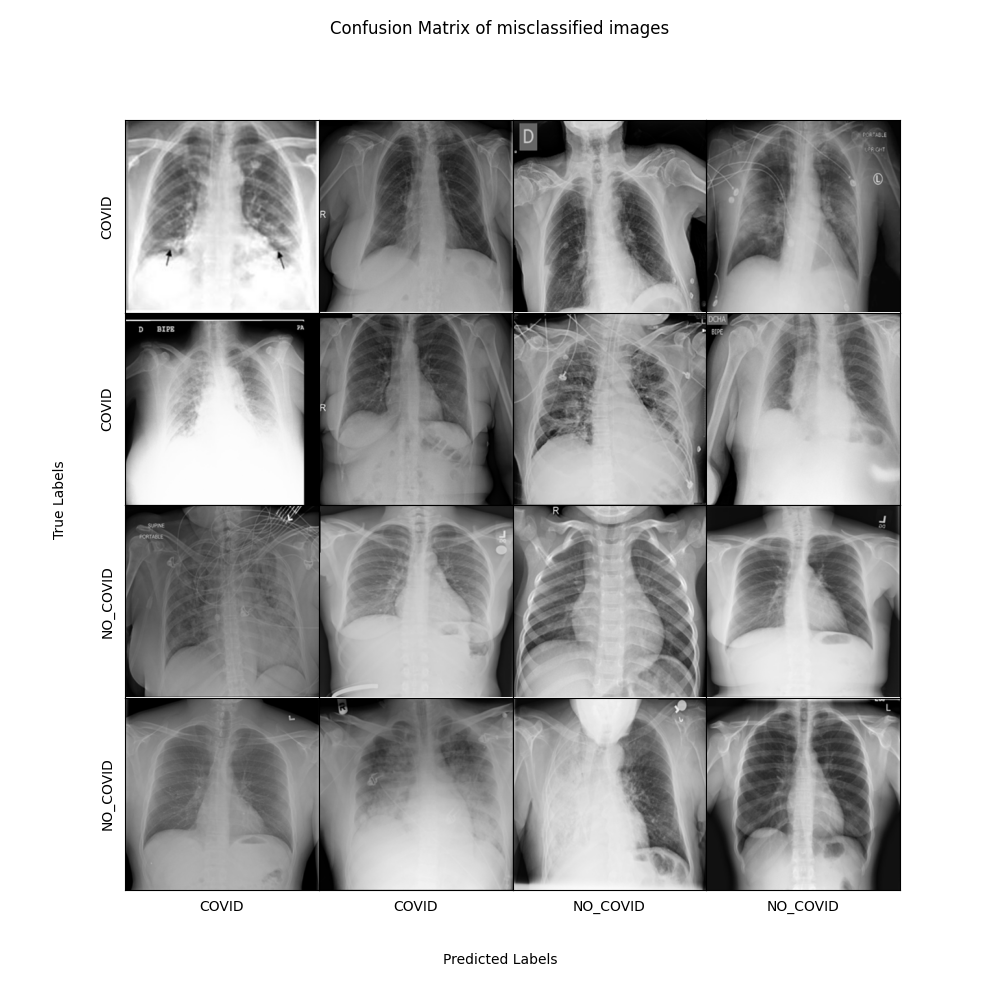 Confusion Matrix of misclassified images
True Labels
COVID
R
D
PORTABLE
L
COVID
D BIPE PA
R
DCHA
BIPE
NO_COVID
SUPINE
PORTABLE
L
R
L
NO_COVID
L
R
L
COVID COVID NO_COVID NO_COVID
Predicted Labels